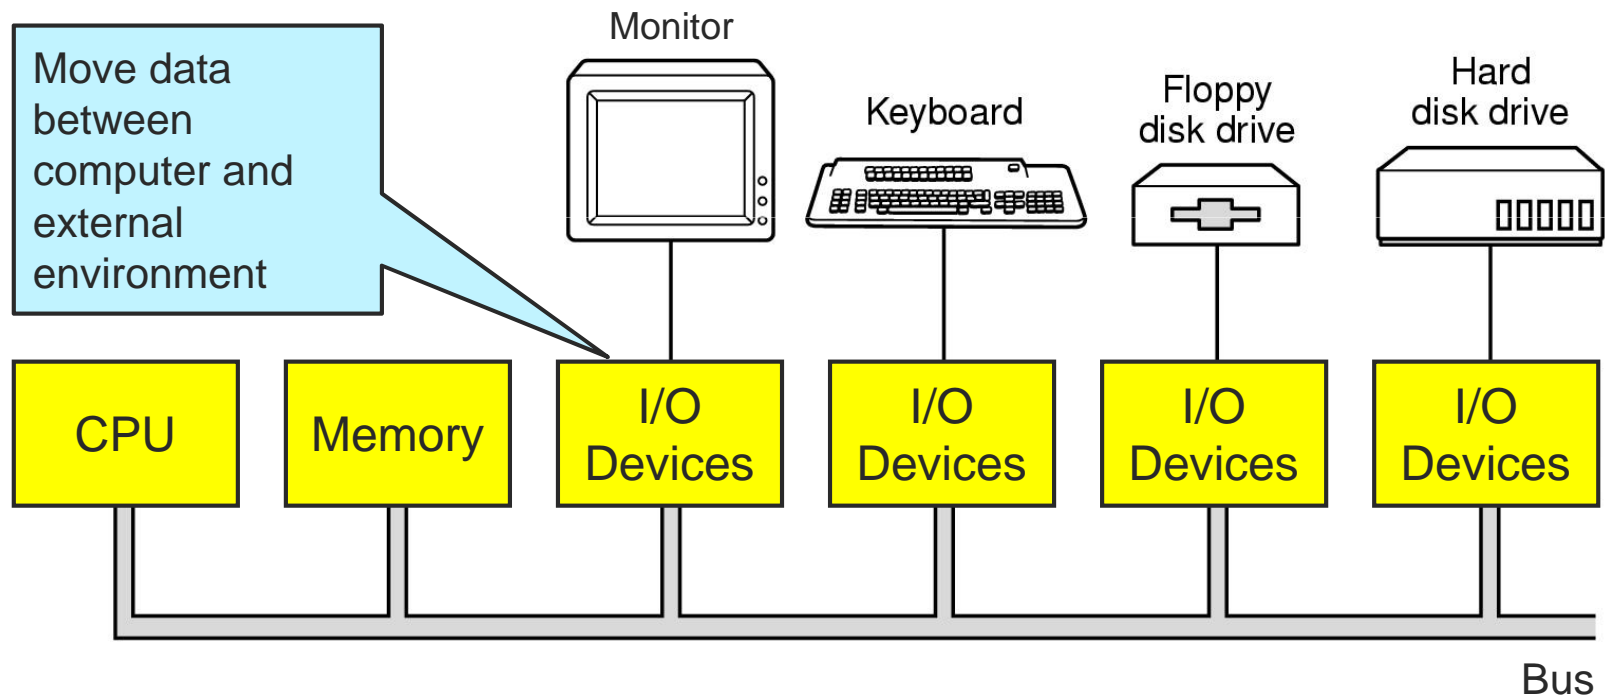 Monitor
Move data
between
computer and
external
environment
Keyboard
Floppy
disk drive
Hard
disk drive
CPU
Memory
I/O
Devices
I/O
Devices
I/O
Devices
I/O
Devices
Bus